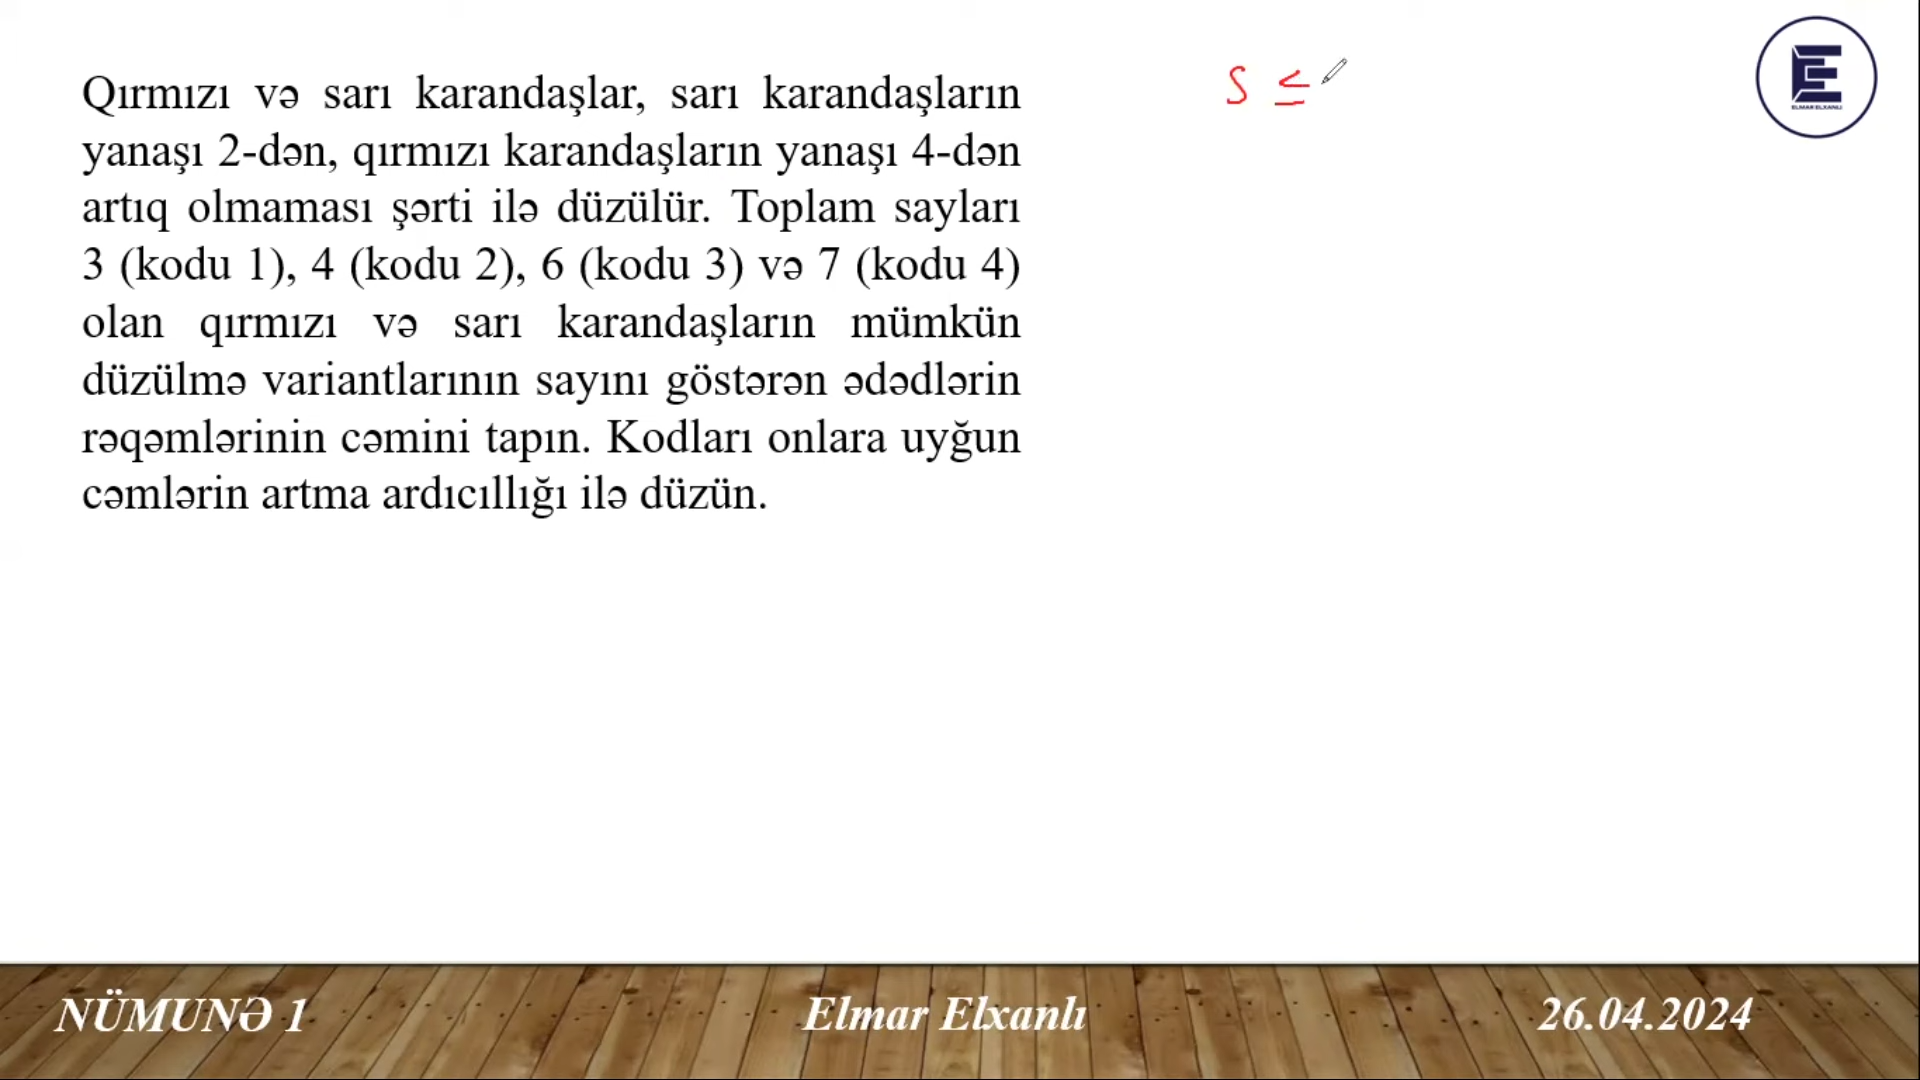 Qırmızı və sarı karandaşlar, sarı karandaşların
yanaşı 2-dən, qırmızı karandaşların yanaşı 4-dən
artıq olmaması şərti ilə düzülür. Toplam sayları
3 (kodu 1), 4 (kodu 2), 6 (kodu 3) və 7 (kodu 4)
olan qırmızı və sarı karandaşların mümkün
düzülmə variantlarının sayını göstərən ədədlərin
rəqəmlərinin cəmini tapın. Kodları onlara uyğun
cəmlərin artma ardıcıllığı ilə düzün.
S ≤
ELMAR ELXANLI
NÜMUNƏ 1
Elmar Elxanlı
26.04.2024